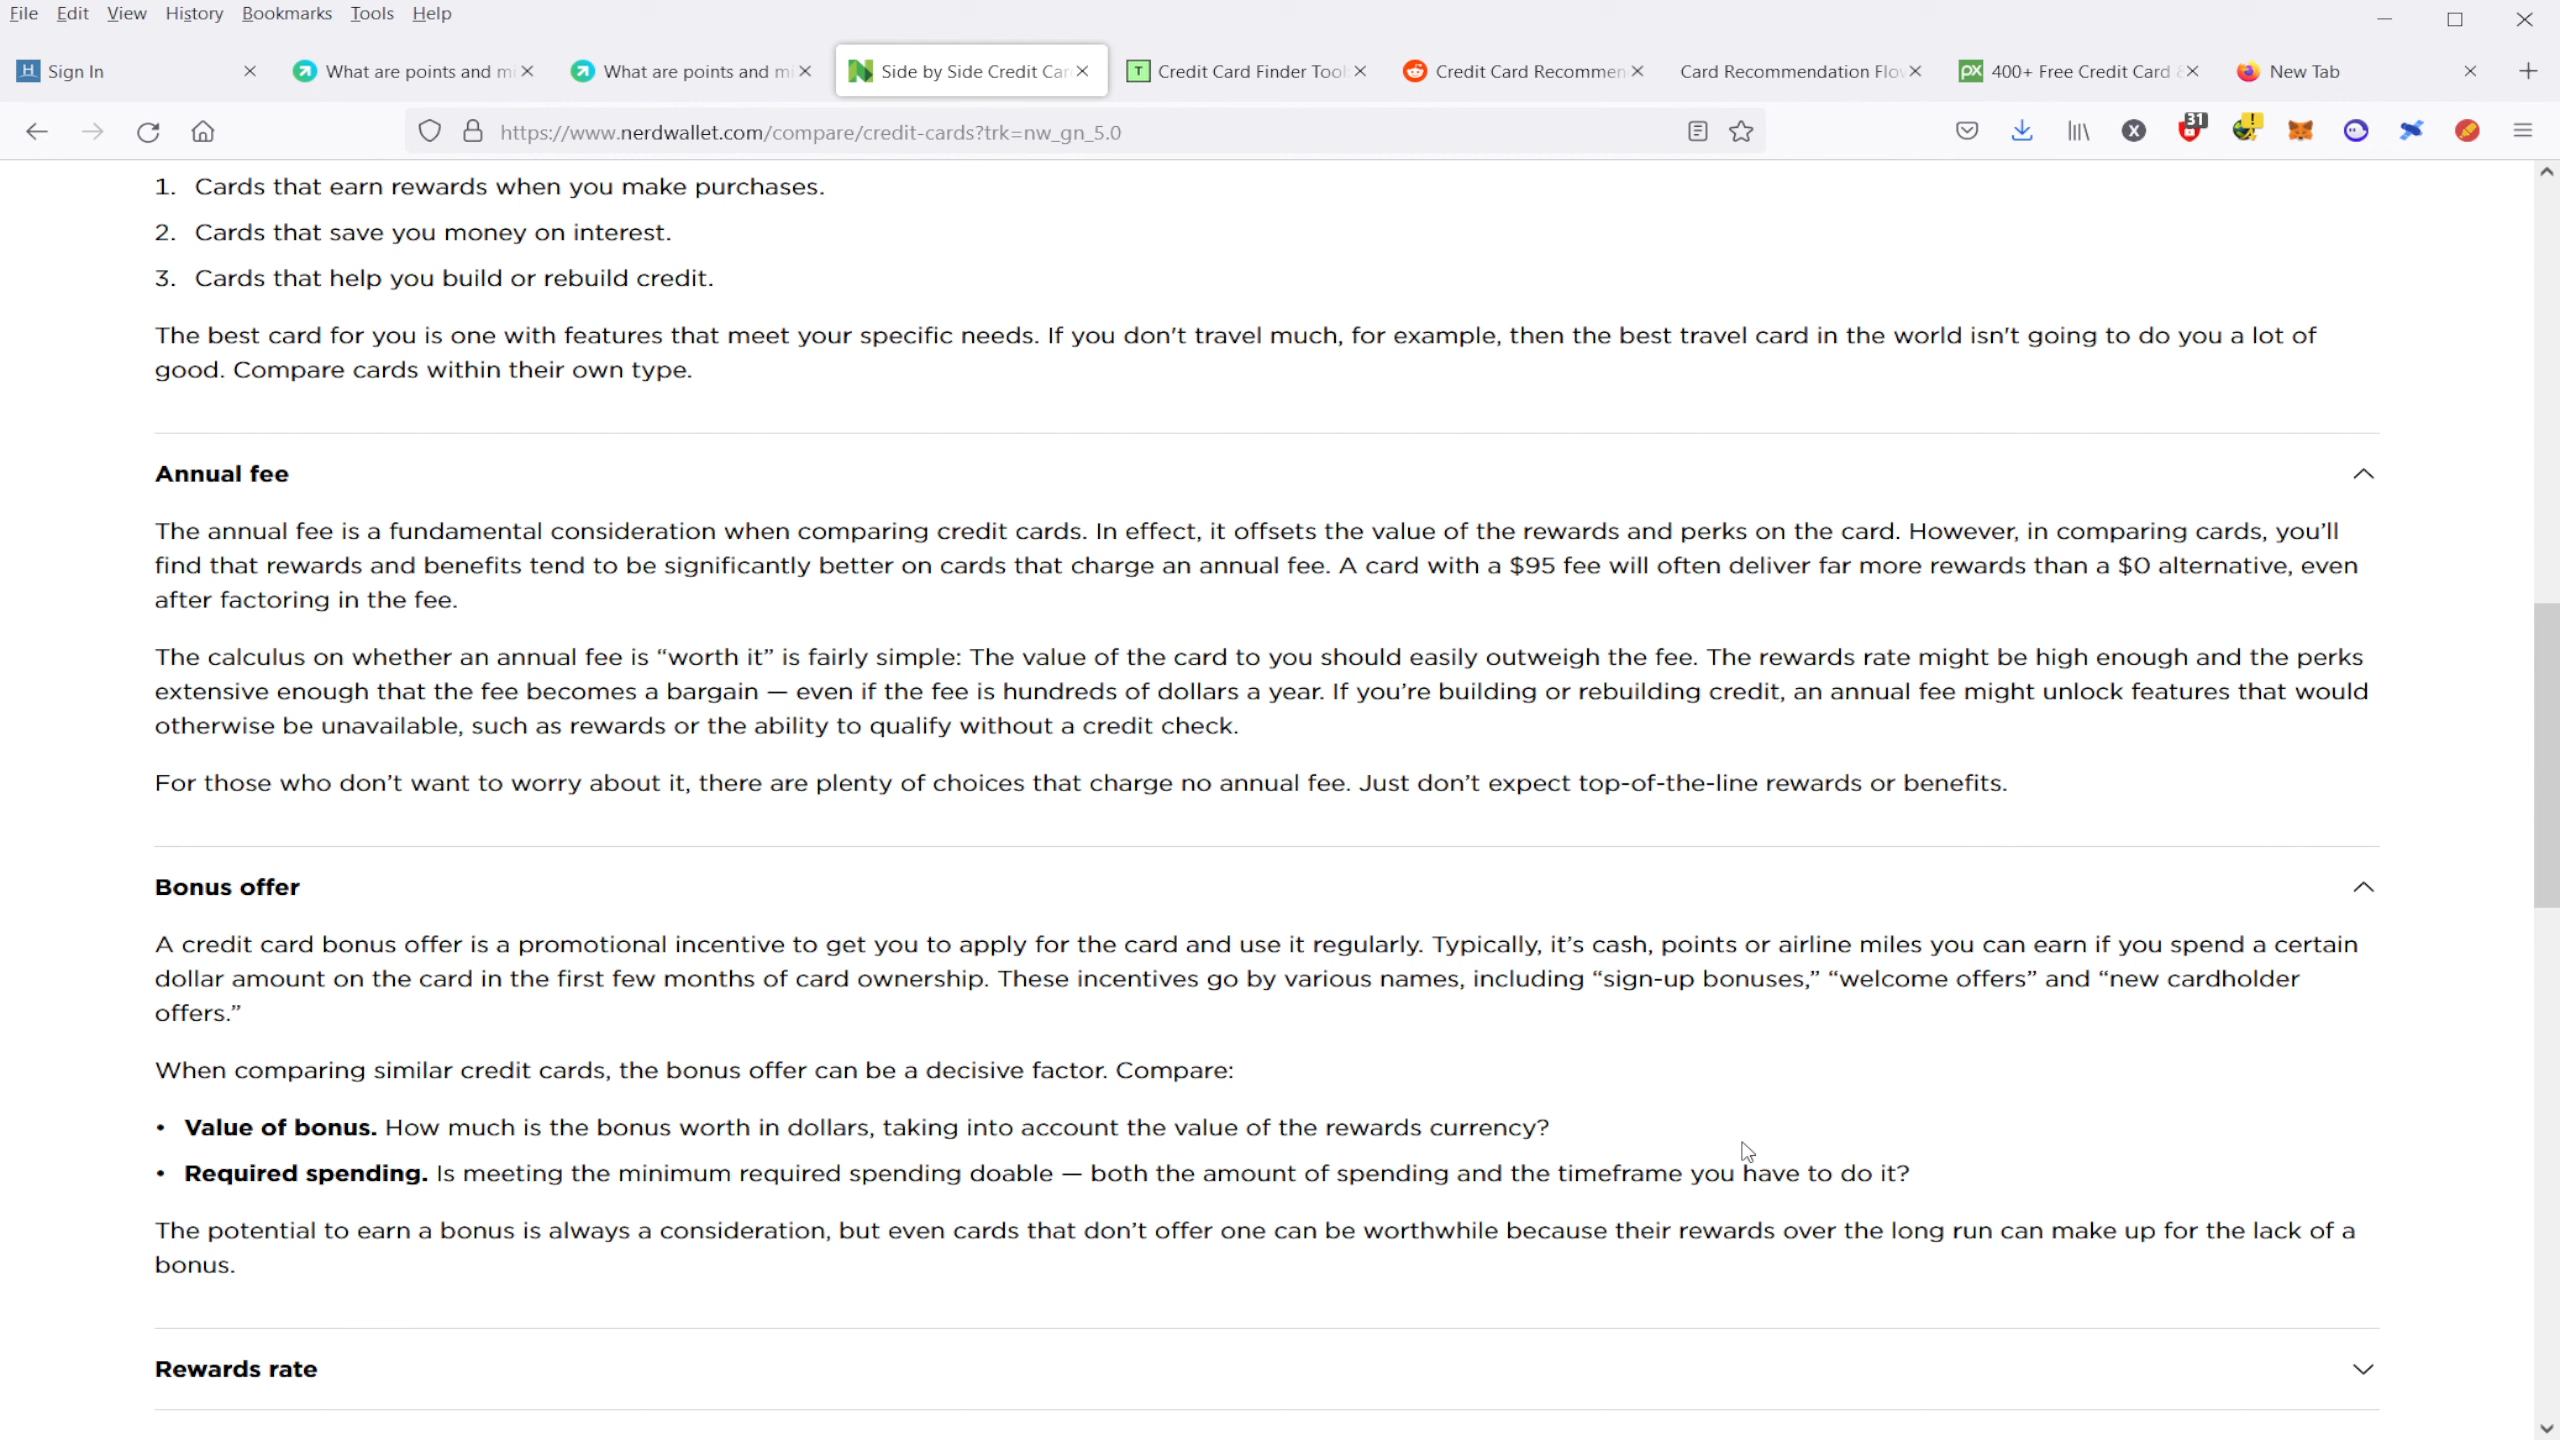 File Edit View History Bookmarks Tools Help
Sign In
What are points and mi
What are points and mi
Side by Side Credit Car
Credit Card Finder Tool
Credit Card Recommen
Card Recommendation Flow
400+ Free Credit Card &
New Tab
https://www.nerdwallet.com/compare/credit-cards?trk=nw_gn_5.0
31
1. Cards that earn rewards when you make purchases.
2. Cards that save you money on interest.
3. Cards that help you build or rebuild credit.
The best card for you is one with features that meet your specific needs. If you don't travel much, for example, then the best travel card in the world isn't going to do you a lot of
good. Compare cards within their own type.
Annual fee
The annual fee is a fundamental consideration when comparing credit cards. In effect, it offsets the value of the rewards and perks on the card. However, in comparing cards, you’ll
find that rewards and benefits tend to be significantly better on cards that charge an annual fee. A card with a $95 fee will often deliver far more rewards than a $0 alternative, even
after factoring in the fee.
The calculus on whether an annual fee is “worth it” is fairly simple: The value of the card to you should easily outweigh the fee. The rewards rate might be high enough and the perks
extensive enough that the fee becomes a bargain — even if the fee is hundreds of dollars a year. If you’re building or rebuilding credit, an annual fee might unlock features that would
otherwise be unavailable, such as rewards or the ability to qualify without a credit check.
For those who don’t want to worry about it, there are plenty of choices that charge no annual fee. Just don’t expect top-of-the-line rewards or benefits.
Bonus offer
A credit card bonus offer is a promotional incentive to get you to apply for the card and use it regularly. Typically, it’s cash, points or airline miles you can earn if you spend a certain
dollar amount on the card in the first few months of card ownership. These incentives go by various names, including “sign-up bonuses,” “welcome offers” and “new cardholder
offers.”
When comparing similar credit cards, the bonus offer can be a decisive factor. Compare:
• Value of bonus. How much is the bonus worth in dollars, taking into account the value of the rewards currency?
• Required spending. Is meeting the minimum required spending doable — both the amount of spending and the timeframe you have to do it?
The potential to earn a bonus is always a consideration, but even cards that don’t offer one can be worthwhile because their rewards over the long run can make up for the lack of a
bonus.
Rewards rate